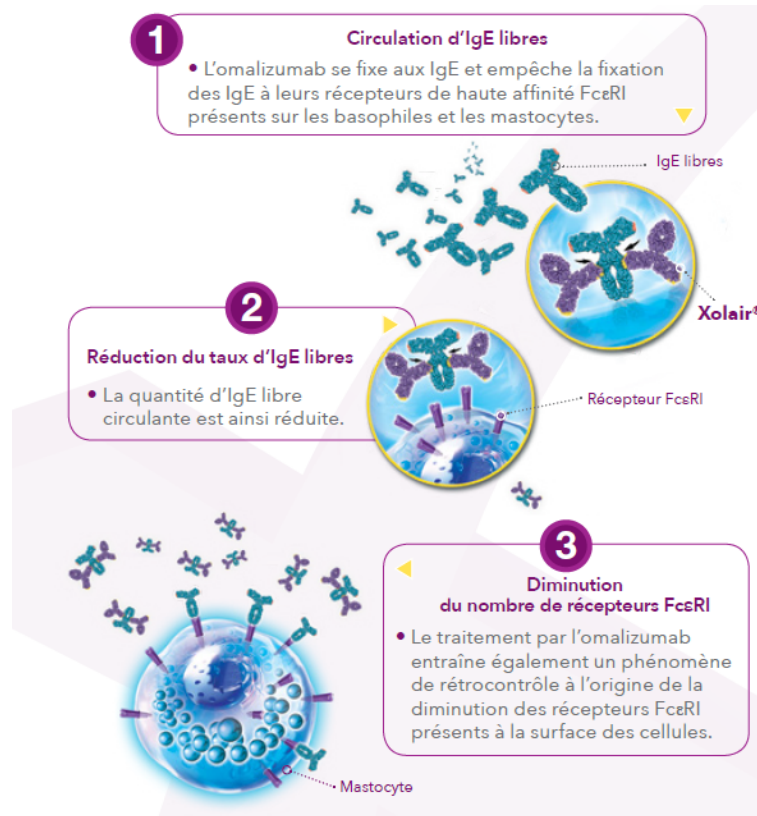 1
Circulation d'IgE libres
• L'omalizumab se fixe aux IgE et empêche la fixation
des IgE à leurs récepteurs de haute affinité FcεRI
présents sur les basophiles et les mastocytes.
IgE libres
Xolair®
2
Réduction du taux d'IgE libres
• La quantité d'IgE libre
circulante est ainsi réduite.
Récepteur FcεRI
3
Diminution
du nombre de récepteurs FcεRI
• Le traitement par l'omalizumab
entraîne également un phénomène
de rétrocontrôle à l'origine de la
diminution des récepteurs FcεRI
présents à la surface des cellules.
Mastocyte